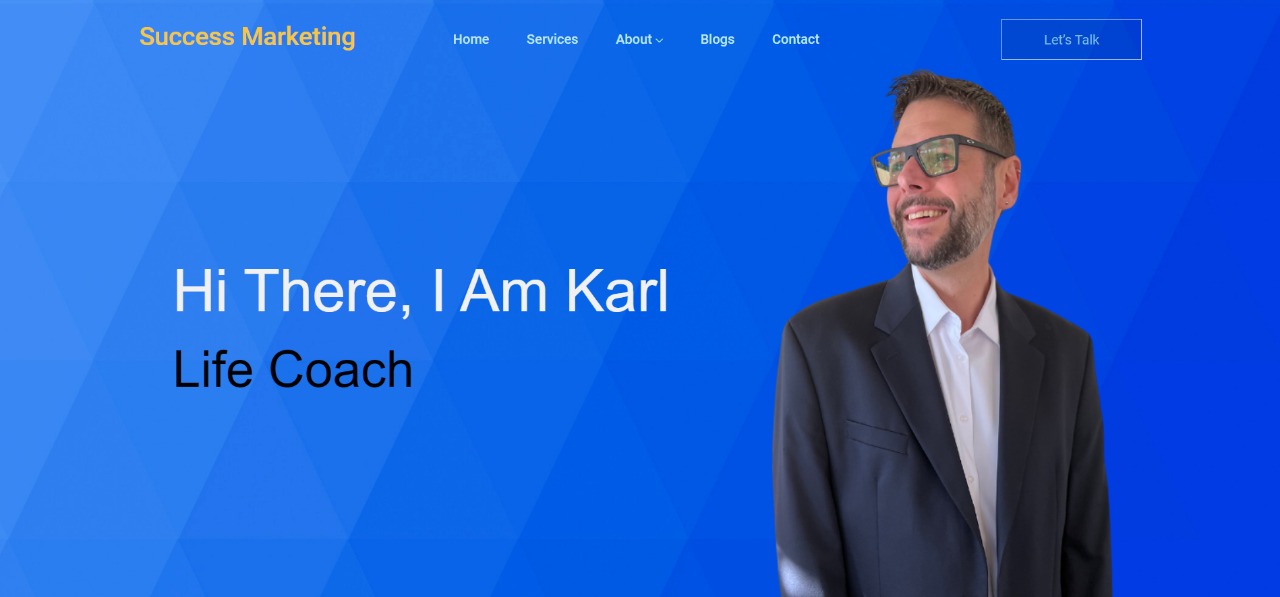 Success Marketing
Home Services About Blogs Contact
Let's Talk
Hi There, I Am Karl
Life Coach